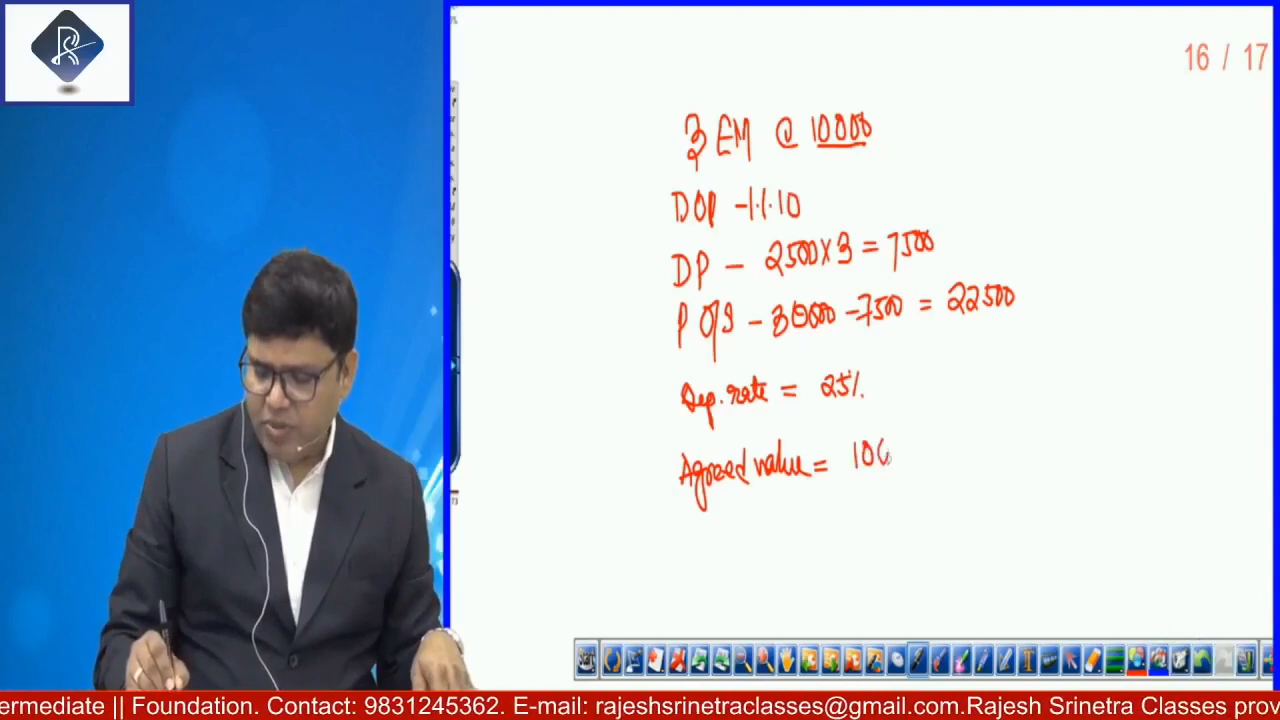 16 / 17
3 EM @ 10000
DOP - 1.1.10
DP - 2500 x 3 = 7500
P O/S - 30000 - 7500 = 22500
Dep. rate = 25%
Agreed value = 100
ermediate || Foundation. Contact: 9831245362. E-mail: rajeshsrinetraclasses@gmail.com.Rajesh Srinetra Classes prov